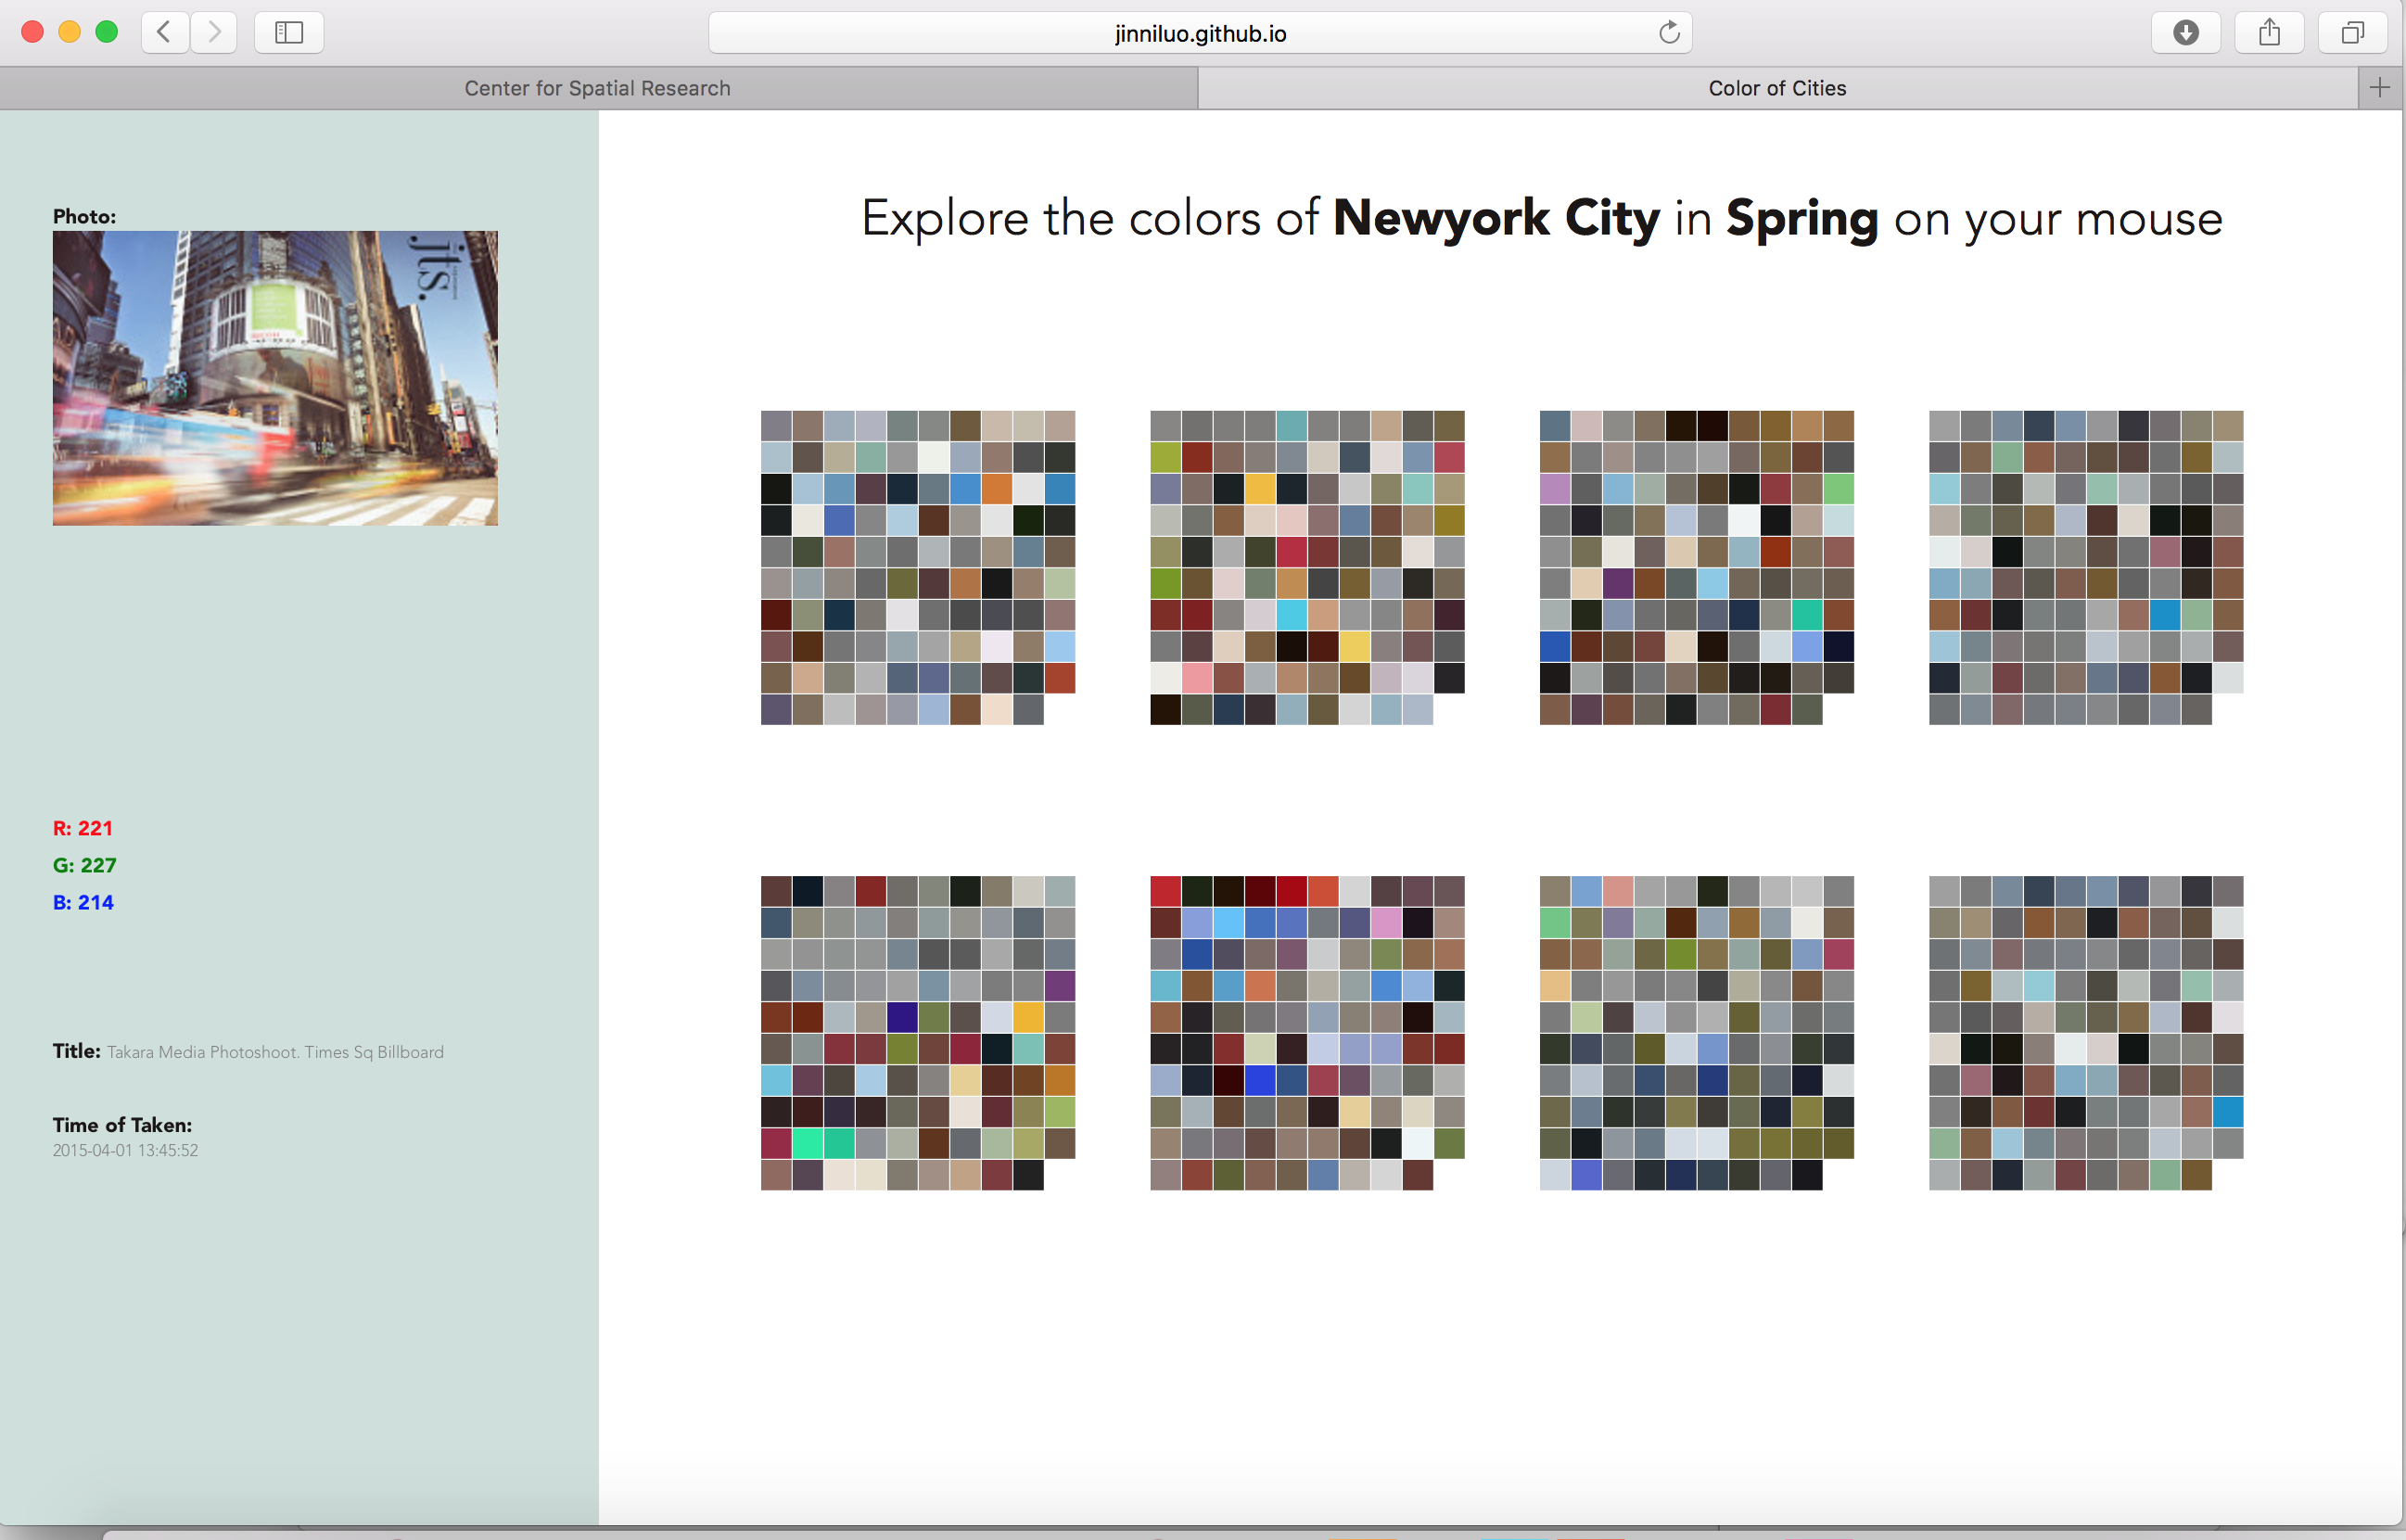 jinniluo.github.io
Center for Spatial Research
Color of Cities
Photo:
jts.
Explore the colors of Newyork City in Spring on your mouse
R: 221
G: 227
B: 214
Title: Takara Media Photoshoot. Times Sq Billboard
Time of Taken:
2015-04-01 13:45:52